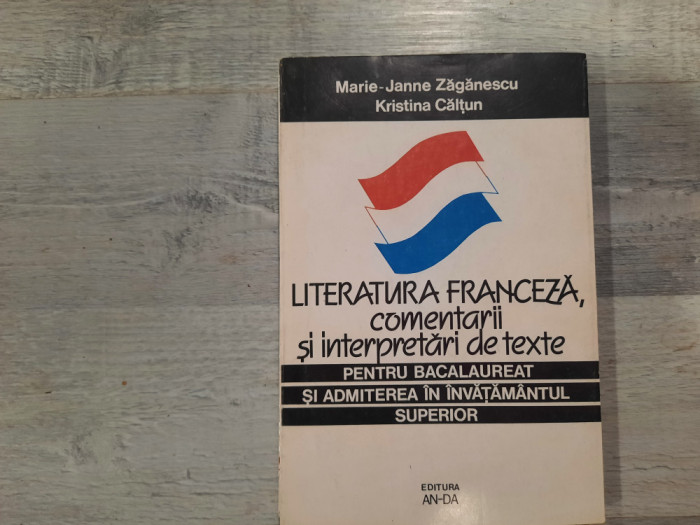 Marie-Janne Zăgănescu
Kristina Călțun
LITERATURA FRANCEZĂ,
comentarii
și interpretări de texte
PENTRU BACALAUREAT
ȘI ADMITEREA ÎN ÎNVĂȚĂMÂNTUL
SUPERIOR
EDITURA
AN-DA